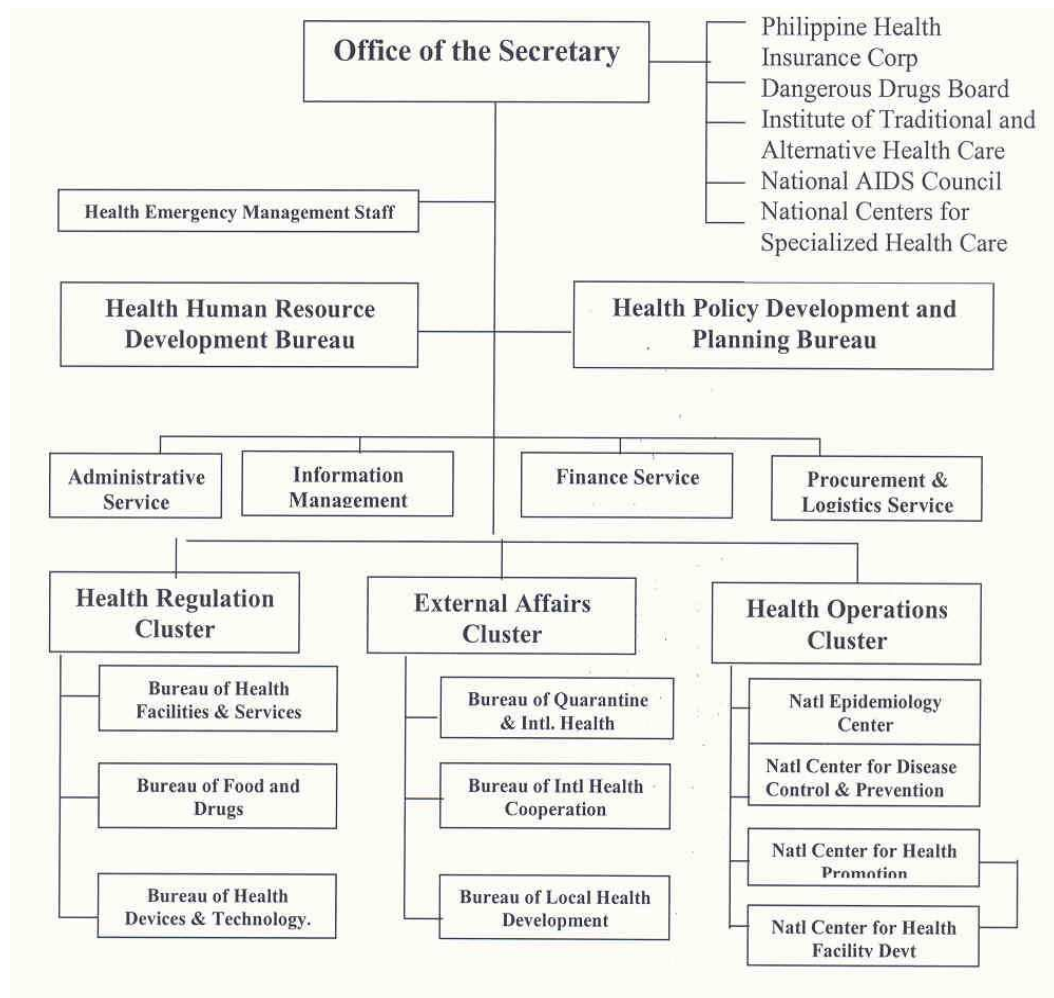 Office of the Secretary
Philippine Health
Insurance Corp
Dangerous Drugs Board
Institute of Traditional and
Alternative Health Care
National AIDS Council
National Centers for
Specialized Health Care
Health Emergency Management Staff
Health Human Resource
Development Bureau
Health Policy Development and
Planning Bureau
Administrative
Service
Information
Management
Finance Service
Procurement &
Logistics Service
Health Regulation
Cluster
Bureau of Health
Facilities & Services
Bureau of Food and
Drugs
Bureau of Health
Devices & Technology.
External Affairs
Cluster
Bureau of Quarantine
& Intl. Health
Bureau of Intl Health
Cooperation
Bureau of Local Health
Development
Health Operations
Cluster
Natl Epidemiology
Center
Natl Center for Disease
Control & Prevention
Natl Center for Health
Promotion
Natl Center for Health
Facility Devt